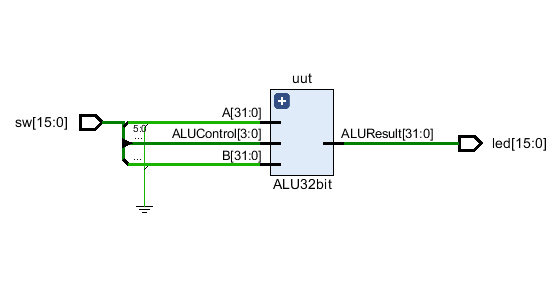 uut
sw[15:0]
A[31:0]
5:0
...
ALUControl[3:0]
...
B[31:0]
ALUResult[31:0]
led[15:0]
ALU32bit